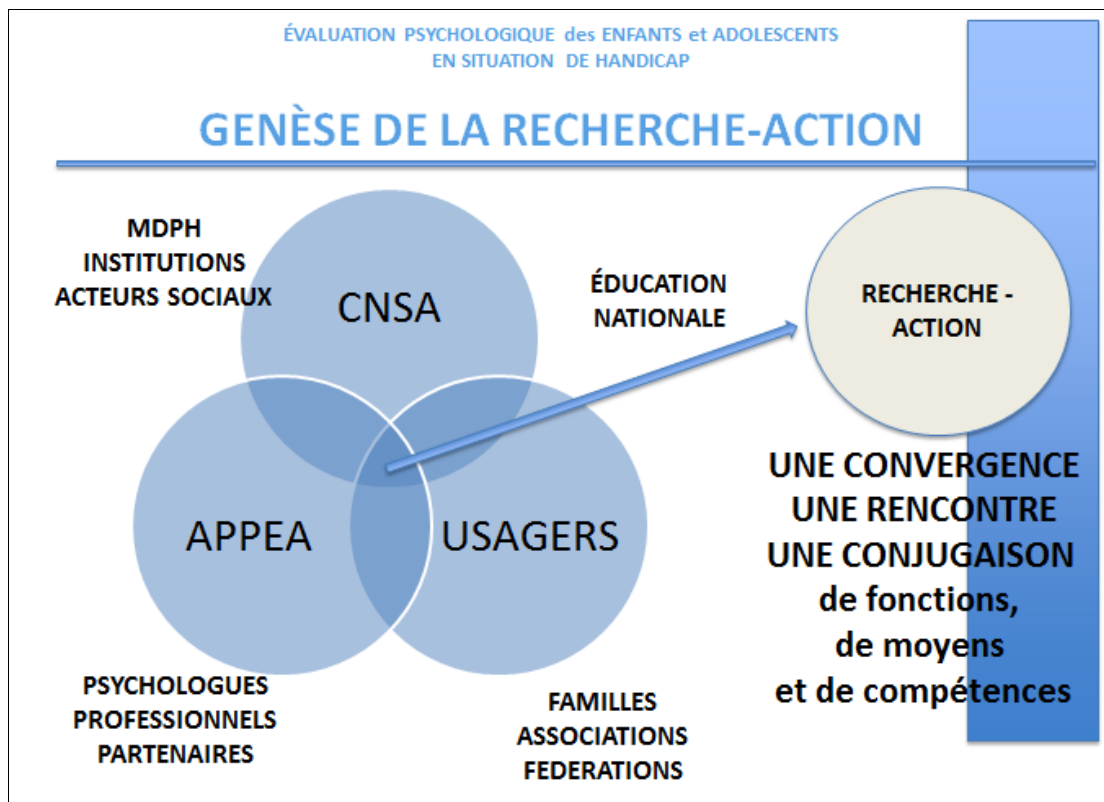 ÉVALUATION PSYCHOLOGIQUE des ENFANTS et ADOLESCENTS
EN SITUATION DE HANDICAP
GENÈSE DE LA RECHERCHE-ACTION
MDPH
INSTITUTIONS
ACTEURS SOCIAUX
CNSA
ÉDUCATION
NATIONALE
RECHERCHE -
ACTION
APPEA
USAGERS
UNE CONVERGENCE
UNE RENCONTRE
UNE CONJUGAISON
de fonctions,
de moyens
et de compétences
PSYCHOLOGUES
PROFESSIONNELS
PARTENAIRES
FAMILLES
ASSOCIATIONS
FEDERATIONS